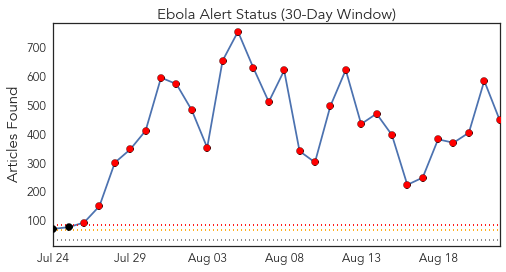 Ebola Alert Status (30-Day Window)
Articles Found
700
600
500
400
300
200
100
Jul 24 Jul 29 Aug 03 Aug 08 Aug 13 Aug 18